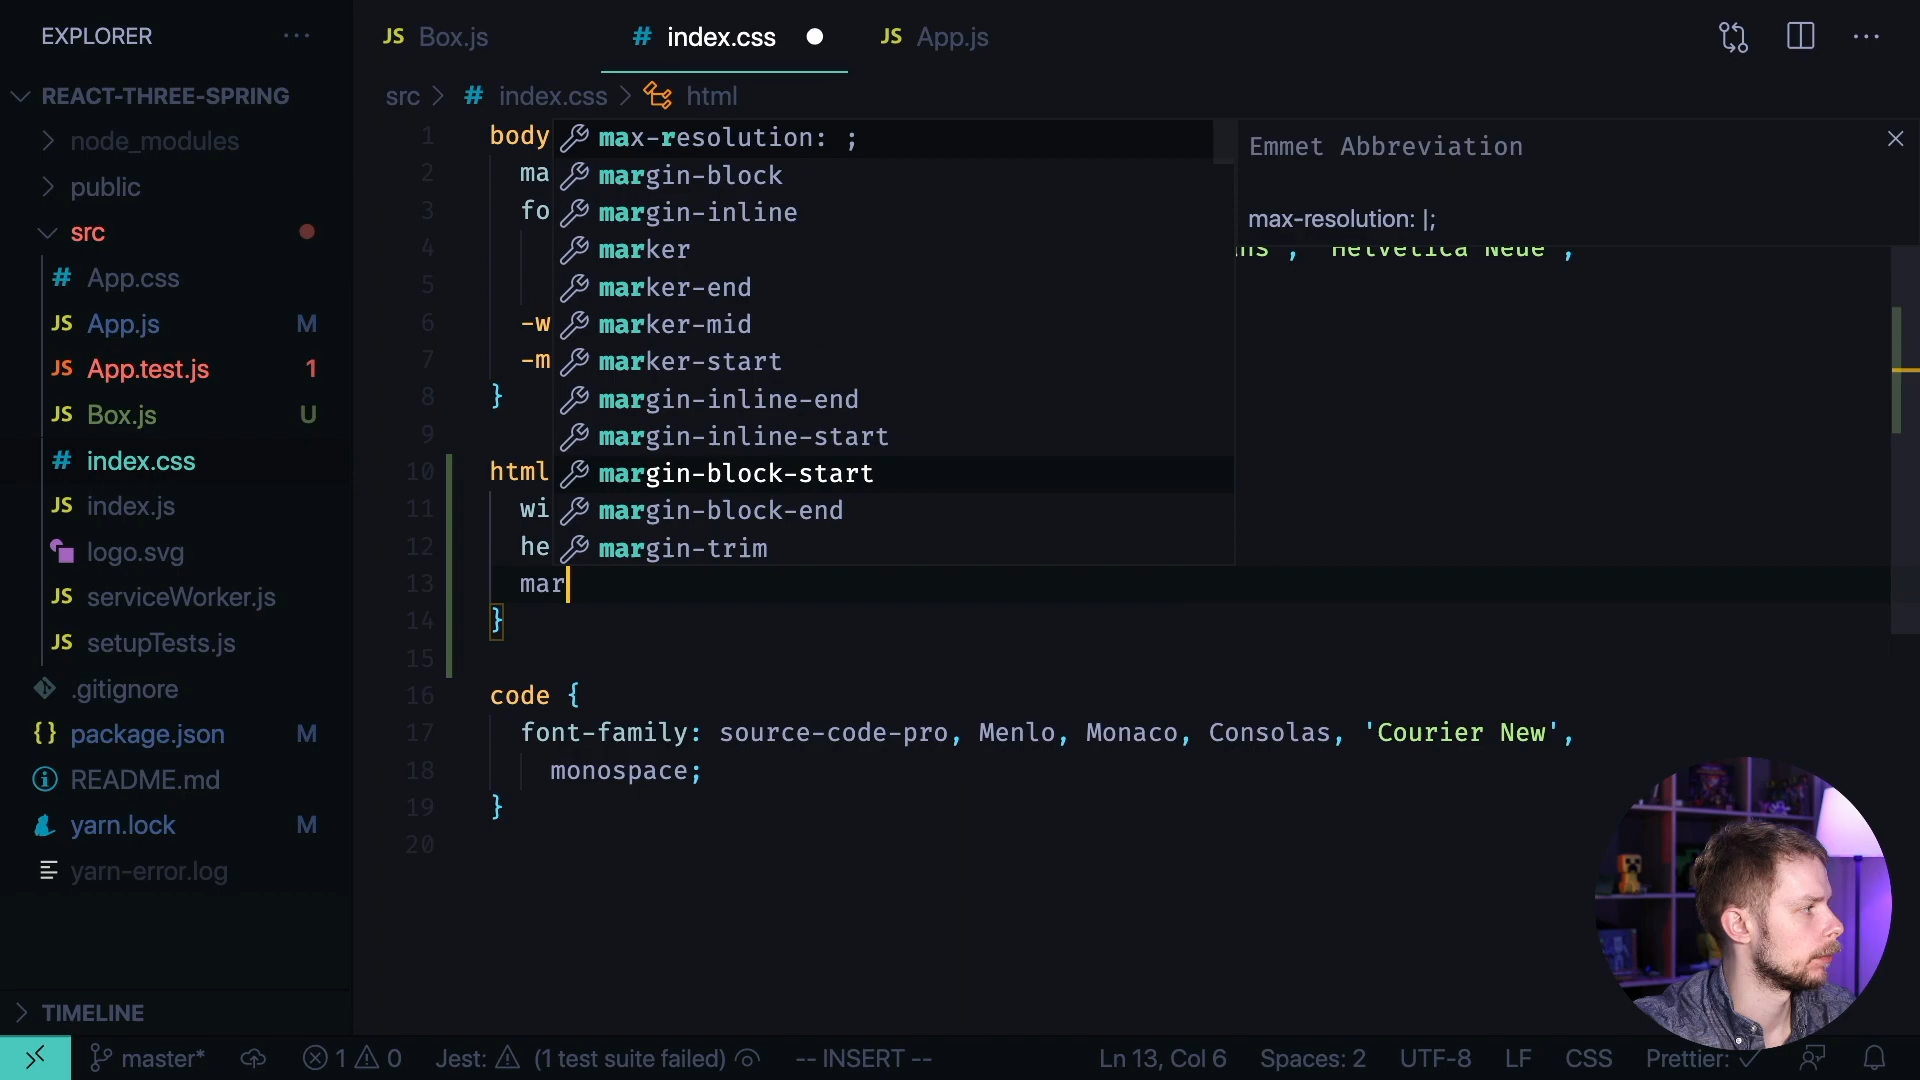 EXPLORER
JS Box.js
# index.css
JS App.js
REACT-THREE-SPRING
node_modules
public
src
# App.css
JS App.js M
JS App.test.js 1
JS Box.js U
# index.css
JS index.js
logo.svg
JS serviceWorker.js
JS setupTests.js
.gitignore
{} package.json M
README.md
yarn.lock M
yarn-error.log
TIMELINE
src > # index.css > html
1 body
2 ma
3 fo
4 'Helvetica Neue',
5
6 -w
7 -m
8 }
9
10 html
11 wi
12 he
13 mar
14 }
15
16 code {
17 font-family: source-code-pro, Menlo, Monaco, Consolas, 'Courier New',
18 monospace;
19 }
20
max-resolution: ;
margin-block
margin-inline
marker
marker-end
marker-mid
marker-start
margin-inline-end
margin-inline-start
margin-block-start
margin-block-end
margin-trim
Emmet Abbreviation
max-resolution: |;
master* 1 0 Jest: (1 test suite failed) -- INSERT -- Ln 13, Col 6 Spaces: 2 UTF-8 LF CSS Prettier: ✓